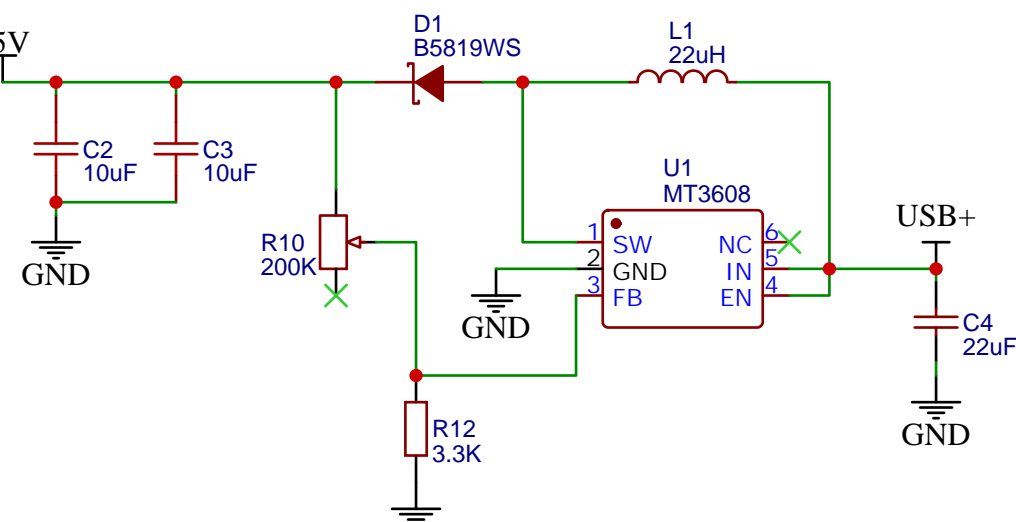 5V
D1
B5819WS
L1
22uH
C2
10uF
C3
10uF
GND
R10
200K
U1
MT3608
1
SW
2
GND
3
FB
NC
6
IN
5
EN
4
GND
USB+
C4
22uF
GND
R12
3.3K